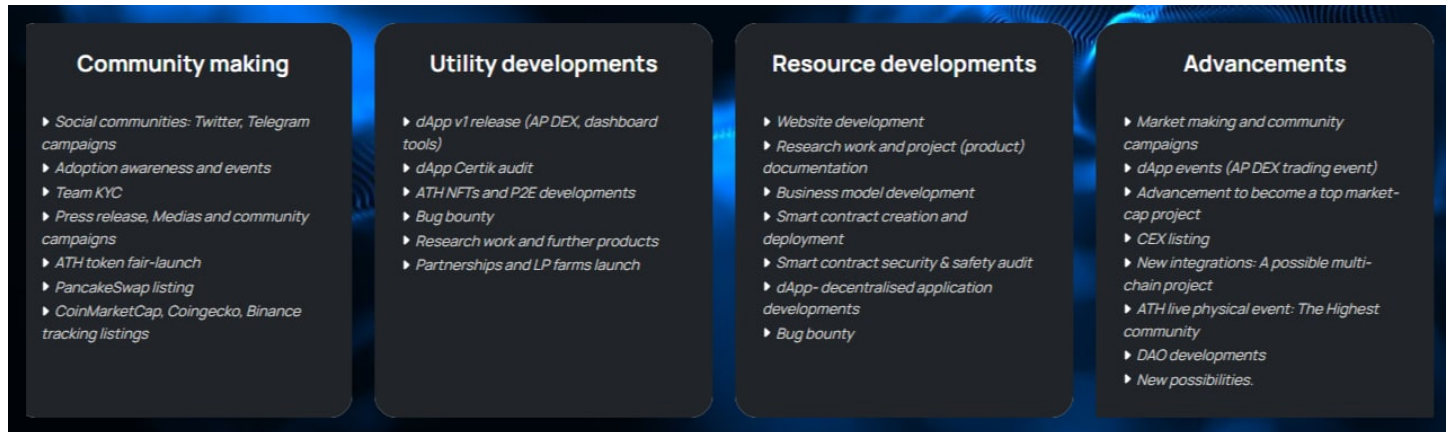 Community making
▸ Social communities: Twitter, Telegram
campaigns
▸ Adoption awareness and events
▸ Team KYC
▸ Press release, Medias and community
campaigns
▸ ATH token fair-launch
▸ PancakeSwap listing
▸ CoinMarketCap, Coingecko, Binance
tracking listings
Utility developments
▸ dApp v1 release (AP DEX, dashboard
tools)
▸ dApp Certik audit
▸ ATH NFTs and P2E developments
▸ Bug bounty
▸ Research work and further products
▸ Partnerships and LP farms launch
Resource developments
▸ Website development
▸ Research work and project (product)
documentation
▸ Business model development
▸ Smart contract creation and
deployment
▸ Smart contract security & safety audit
▸ dApp- decentralised application
developments
▸ Bug bounty
Advancements
▸ Market making and community
campaigns
▸ dApp events (AP DEX trading event)
▸ Advancement to become a top market-
cap project
▸ CEX listing
▸ New integrations: A possible multi-
chain project
▸ ATH live physical event: The Highest
community
▸ DAO developments
▸ New possibilities.